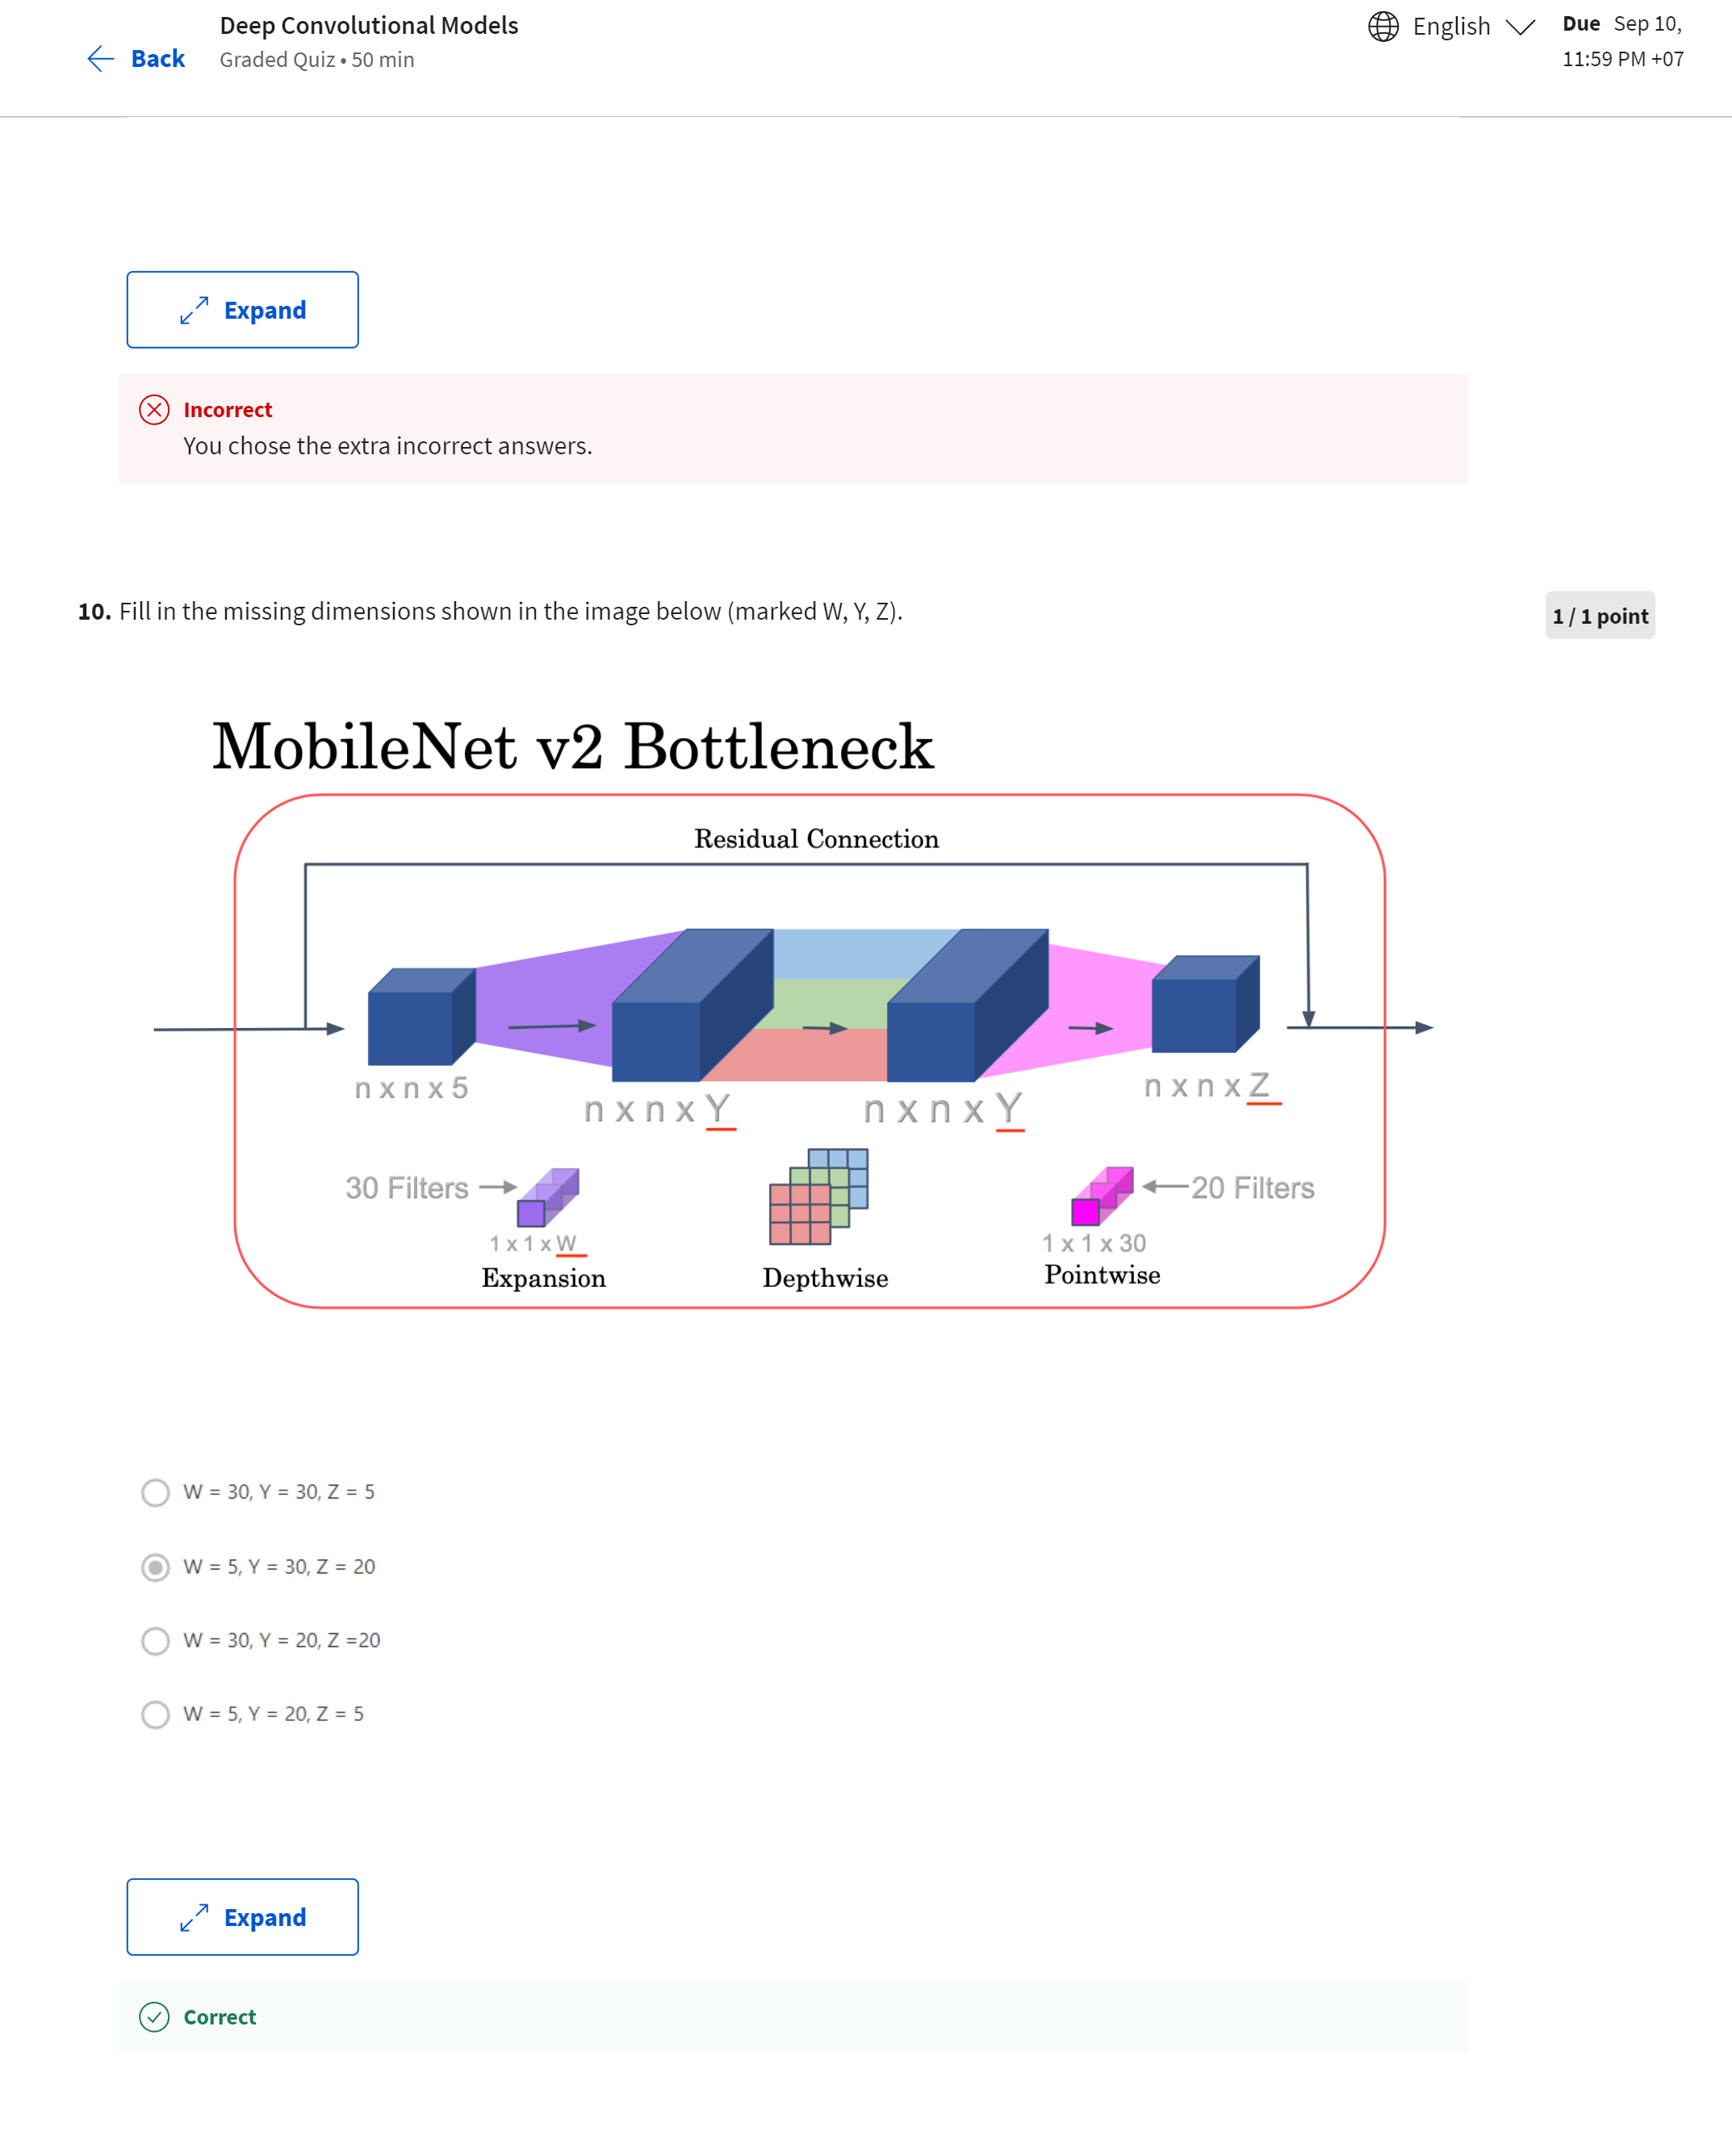 Back
Deep Convolutional Models
Graded Quiz • 50 min
English
Due Sep 10,
11:59 PM +07
Expand
Incorrect
You chose the extra incorrect answers.
10. Fill in the missing dimensions shown in the image below (marked W, Y, Z).
1 / 1 point
MobileNet v2 Bottleneck
Residual Connection
n x n x 5
n x n x Y
n x n x Y
n x n x Z
30 Filters
20 Filters
1 x 1 x W
1 x 1 x 30
Expansion
Depthwise
Pointwise
W = 30, Y = 30, Z = 5
W = 5, Y = 30, Z = 20
W = 30, Y = 20, Z =20
W = 5, Y = 20, Z = 5
Expand
Correct